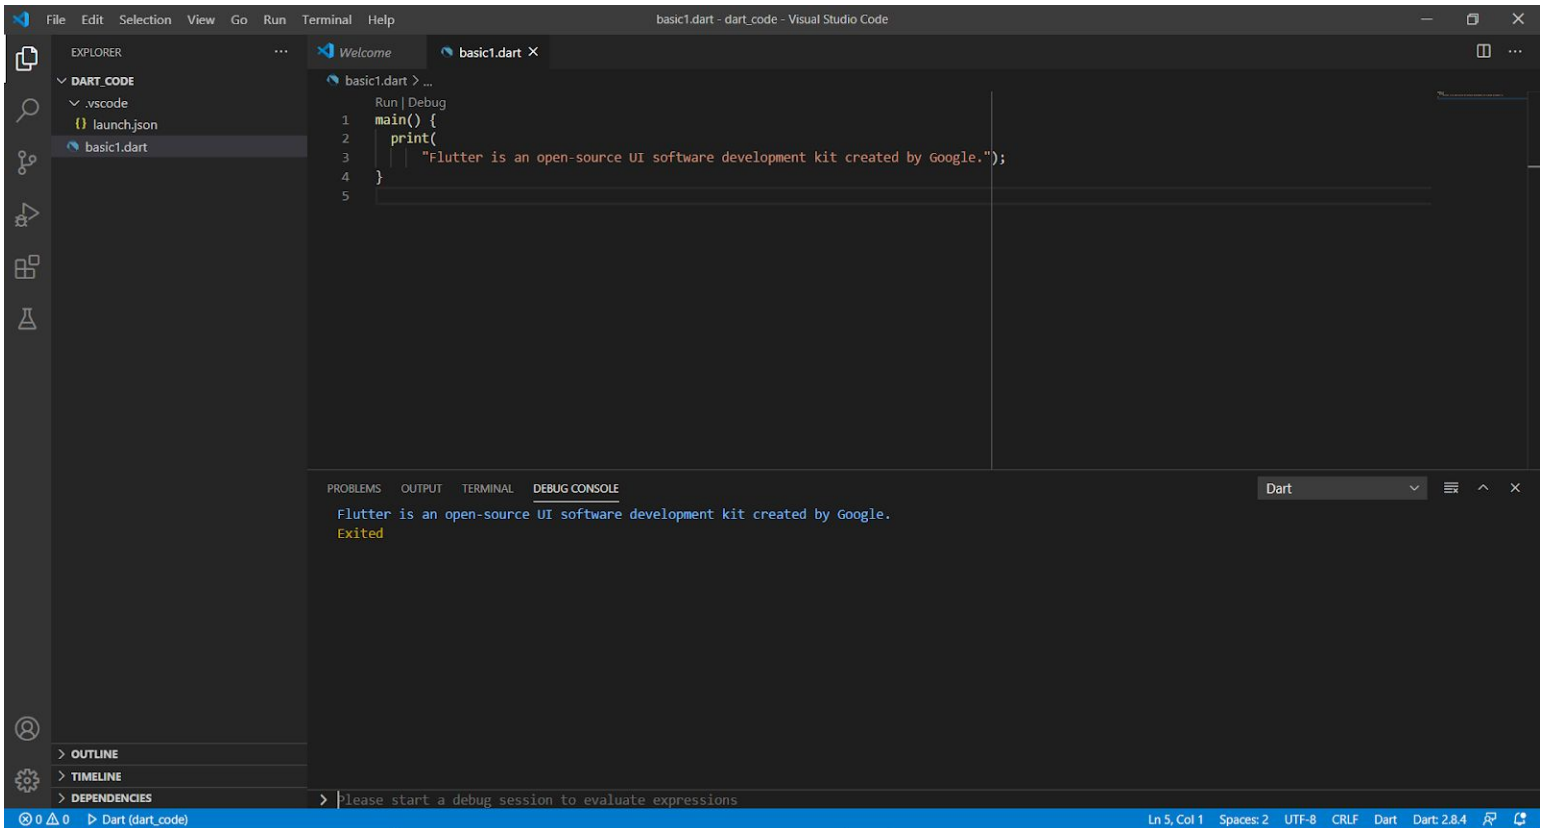 File Edit Selection View Go Run Terminal Help
basic1.dart - dart_code - Visual Studio Code
EXPLORER
DART_CODE
.vscode
{} launch.json
basic1.dart
OUTLINE
TIMELINE
DEPENDENCIES
Welcome basic1.dart
basic1.dart > ...
Run | Debug
1 main() {
2 print(
3 "Flutter is an open-source UI software development kit created by Google.");
4 }
5
PROBLEMS OUTPUT TERMINAL DEBUG CONSOLE Dart
Flutter is an open-source UI software development kit created by Google.
Exited
Please start a debug session to evaluate expressions
0 0 Dart (dart_code) Ln 5, Col 1 Spaces: 2 UTF-8 CRLF Dart Dart: 2.8.4